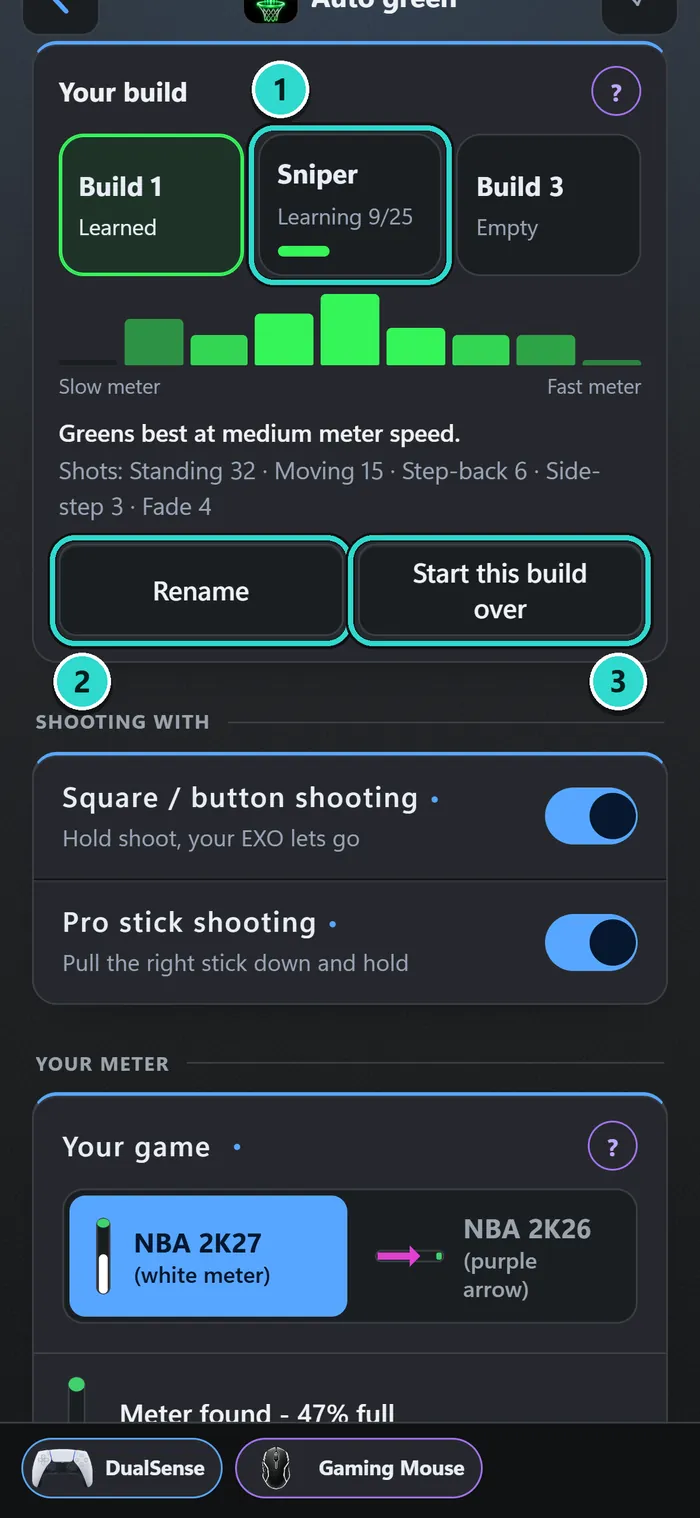 Auto green
Your build
1
?
Build 1
Learned
Sniper
Learning 9/25
Build 3
Empty
Slow meter
Fast meter
Greens best at medium meter speed.
Shots: Standing 32 · Moving 15 · Step-back 6 · Side-
step 3 · Fade 4
Rename
Start this build
over
2
3
SHOOTING WITH
Square / button shooting
Hold shoot, your EXO lets go
Pro stick shooting
Pull the right stick down and hold
YOUR METER
Your game
?
NBA 2K27
(white meter)
NBA 2K26
(purple
arrow)
Meter found - 47% full
DualSense
Gaming Mouse